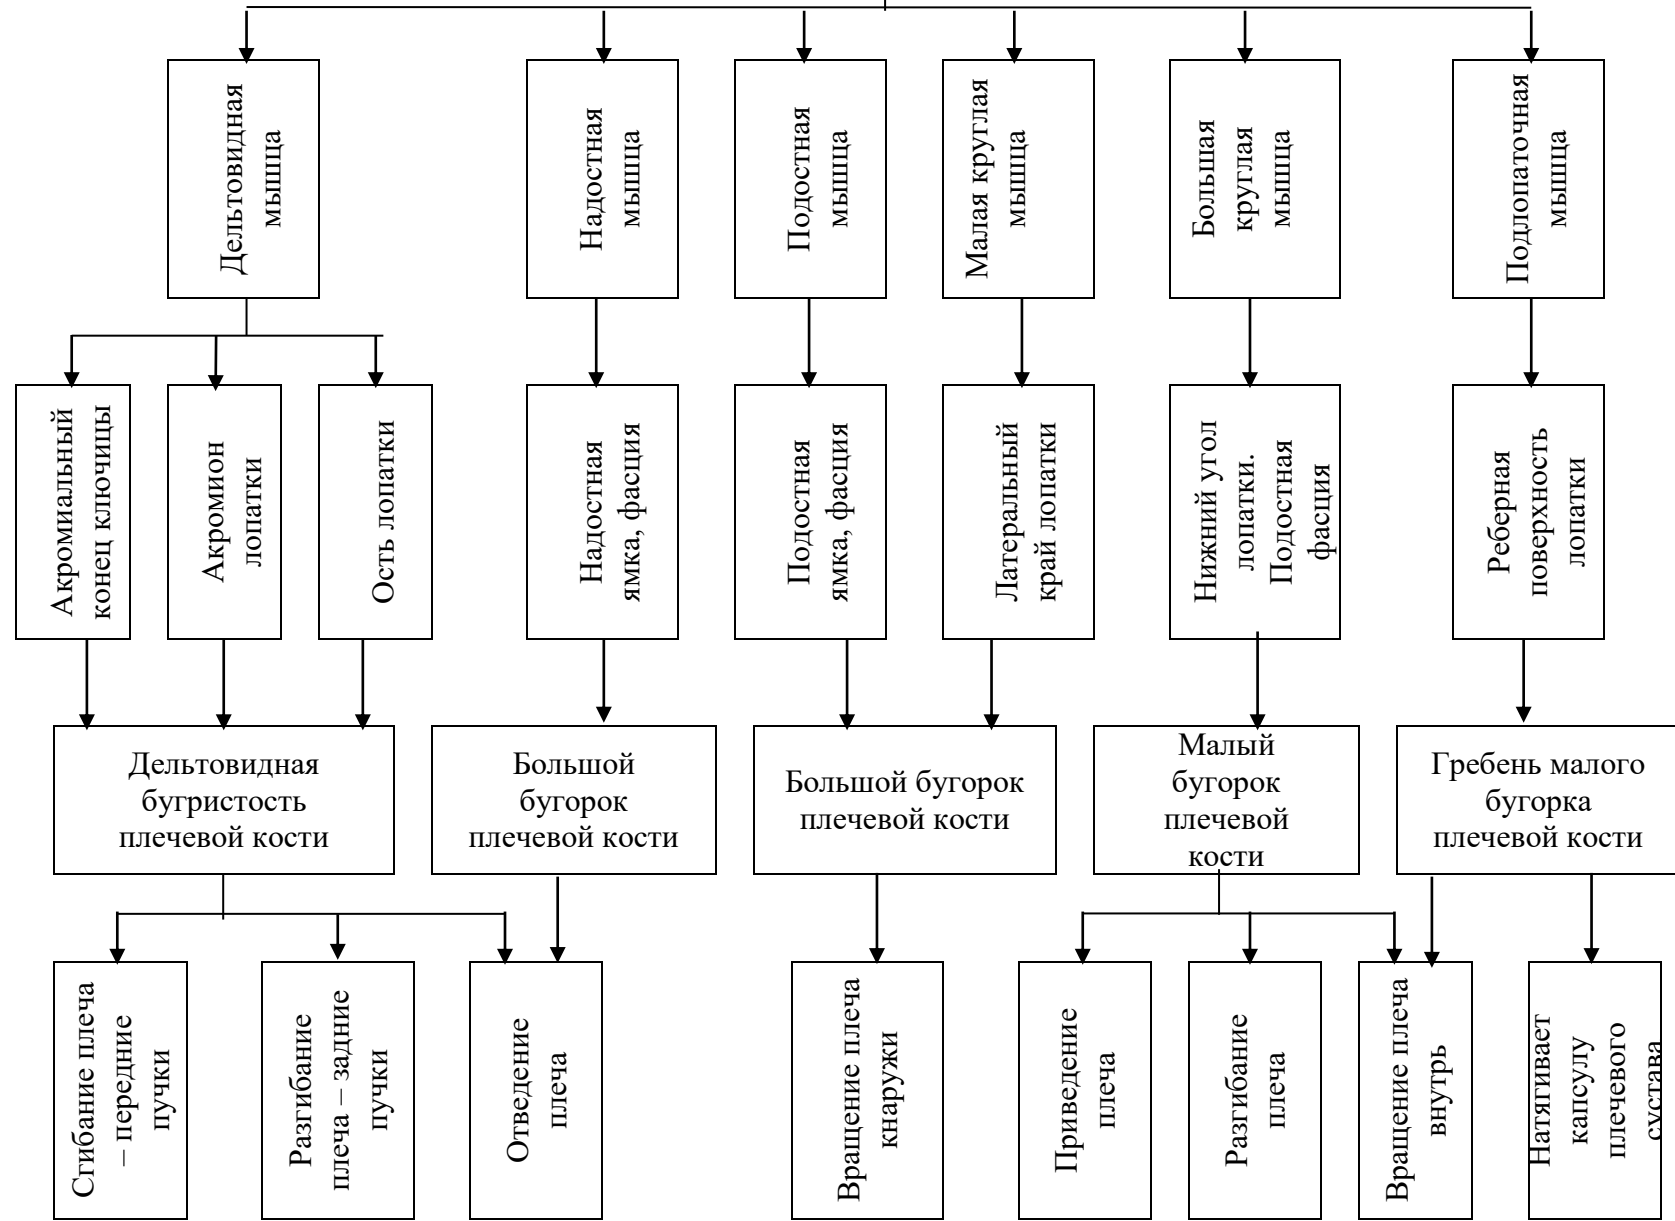 Дельтовидная
мышца
Надостная
мышца
Подостная
мышца
Малая круглая
мышца
Большая
круглая
мышца
Подлопаточная
мышца
Акромиальный
конец ключицы
Акромион
лопатки
Ость лопатки
Надостная
ямка, фасция
Подостная
ямка, фасция
Латеральный
край лопатки
Нижний угол
лопатки.
Подостная
фасция
Реберная
поверхность
лопатки
Дельтовидная
бугристость
плечевой кости
Большой
бугорок
плечевой кости
Большой бугорок
плечевой кости
Малый
бугорок
плечевой
кости
Гребень малого
бугорка
плечевой кости
Сгибание плеча
– передние
пучки
Разгибание
плеча – задние
пучки
Отведение
плеча
Вращение плеча
кнаружи
Приведение
плеча
Разгибание
плеча
Вращение плеча
внутрь
Натягивает
капсулу
плечевого
сустава